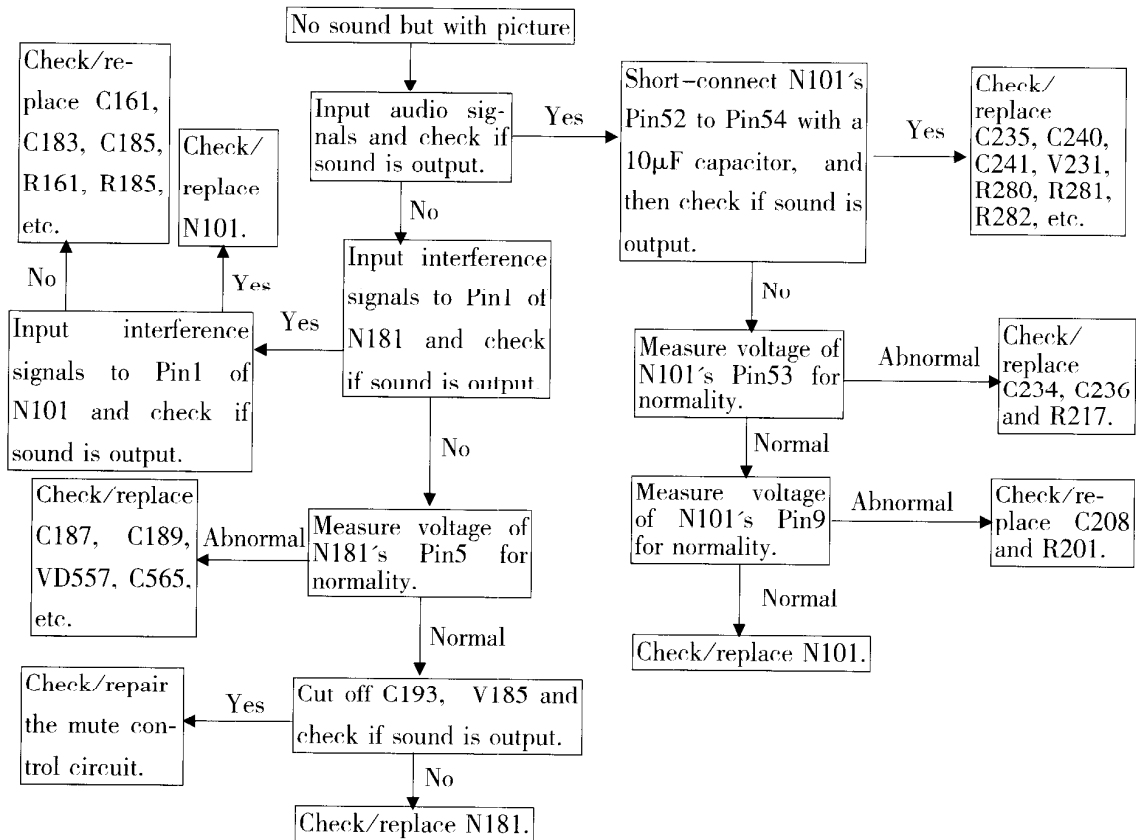 No sound but with picture
Input audio sig-
nals and check if
sound is output.
Yes
Short-connect N101´s
Pin52 to Pin54 with a
10μF capacitor, and
then check if sound is
output.
Yes
Check/
replace
C235, C240,
C241, V231,
R280, R281,
R282, etc.
Check/re-
place C161,
C183, C185,
R161, R185,
etc.
Check/
replace
N101.
No
Input interference
signals to Pin1 of
N181 and check
if sound is output.
No
Yes
Yes
Input interference
signals to Pin1 of
N101 and check if
sound is output.
No
Measure voltage of
N101´s Pin53 for
normality.
Abnormal
Check/
replace
C234, C236
and R217.
No
Normal
Check/replace
C187, C189,
VD557, C565,
etc.
Abnormal
Measure voltage of
N181´s Pin5 for
normality.
Measure voltage
of N101´s Pin9
for normality.
Abnormal
Check/re-
place C208
and R201.
Normal
Normal
Check/replace N101.
Check/repair
the mute con-
trol circuit.
Yes
Cut off C193, V185 and
check if sound is output.
No
Check/replace N181.